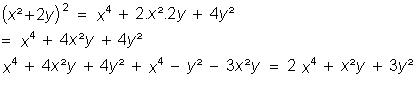 (x²+2y)² = x⁴ + 2.x².2y + 4y²
= x⁴ + 4x²y + 4y²
x⁴ + 4x²y + 4y² + x⁴ − y² − 3x²y = 2 x⁴ + x²y + 3y²